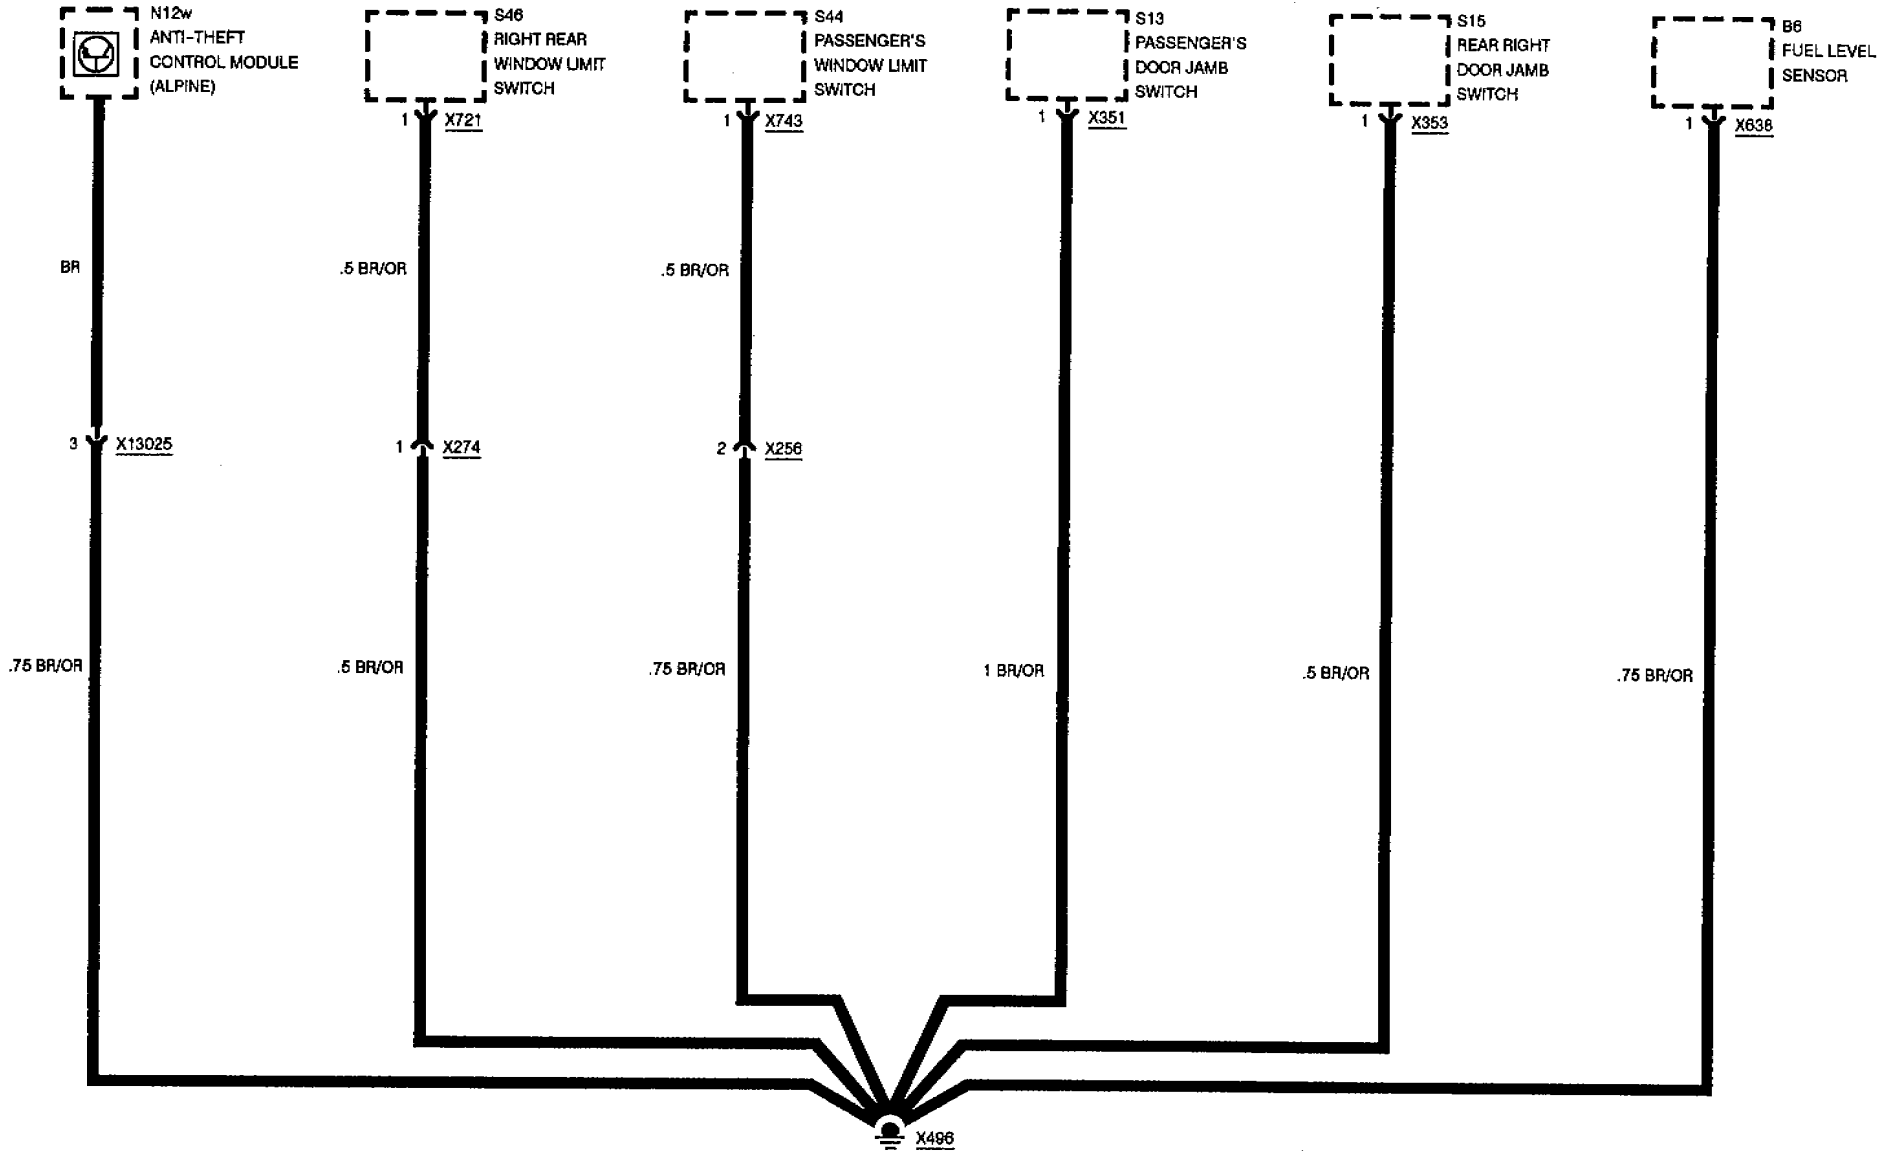 N12w
ANTI-THEFT
CONTROL MODULE
(ALPINE)
S46
RIGHT REAR
WINDOW LIMIT
SWITCH
S44
PASSENGER'S
WINDOW LIMIT
SWITCH
S13
PASSENGER'S
DOOR JAMB
SWITCH
S15
REAR RIGHT
DOOR JAMB
SWITCH
B6
FUEL LEVEL
SENSOR
1 X721
1 X743
1 X351
1 X353
1 X638
BR
.5 BR/OR
.5 BR/OR
3 X13025
1 X274
2 X256
.75 BR/OR
.5 BR/OR
.75 BR/OR
1 BR/OR
.5 BR/OR
.75 BR/OR
X496